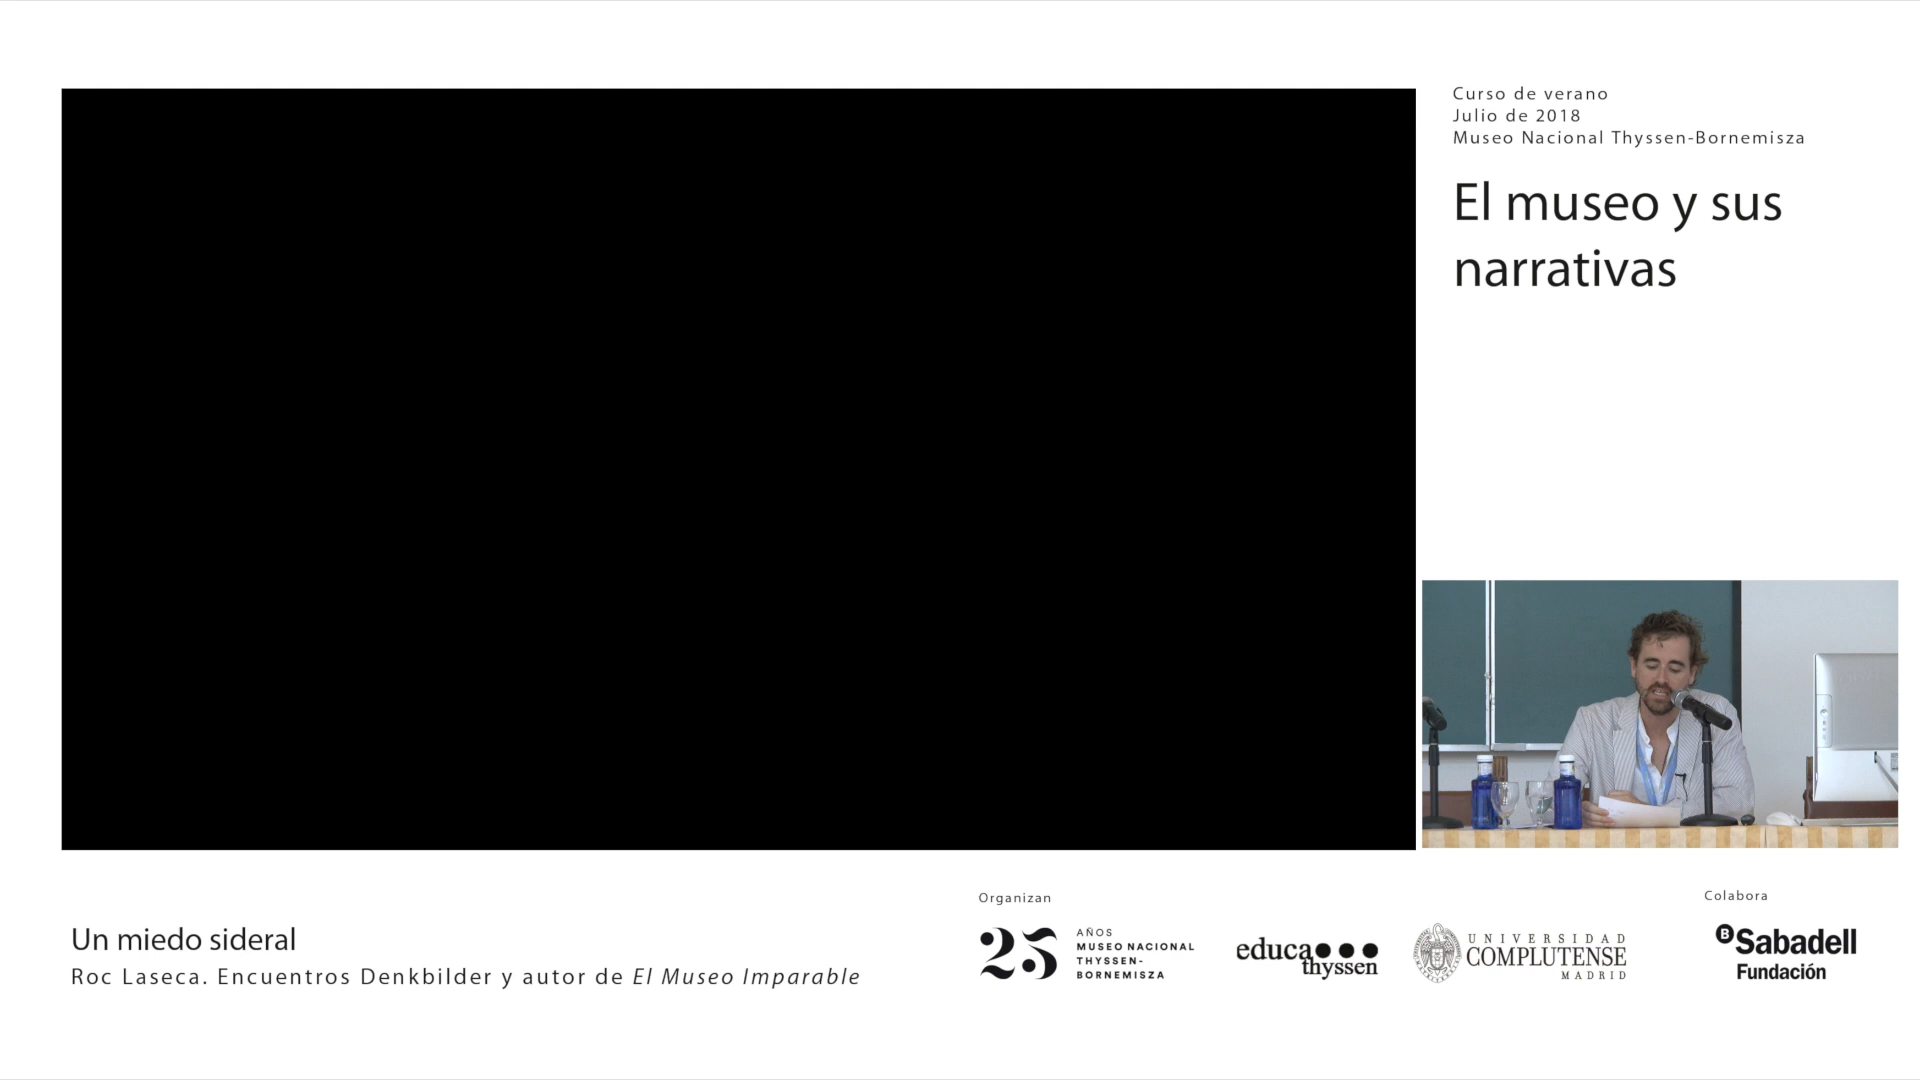 Curso de verano
Julio de 2018
Museo Nacional Thyssen-Bornemisza
El museo y sus
narrativas
Un miedo sideral
Roc Laseca. Encuentros Denkbilder y autor de El Museo Imparable
Organizan
25
AÑOS
MUSEO NACIONAL
THYSSEN-
BORNEMISZA
educa
thyssen
UNIVERSIDAD
COMPLUTENSE
MADRID
Colabora
B Sabadell
Fundación